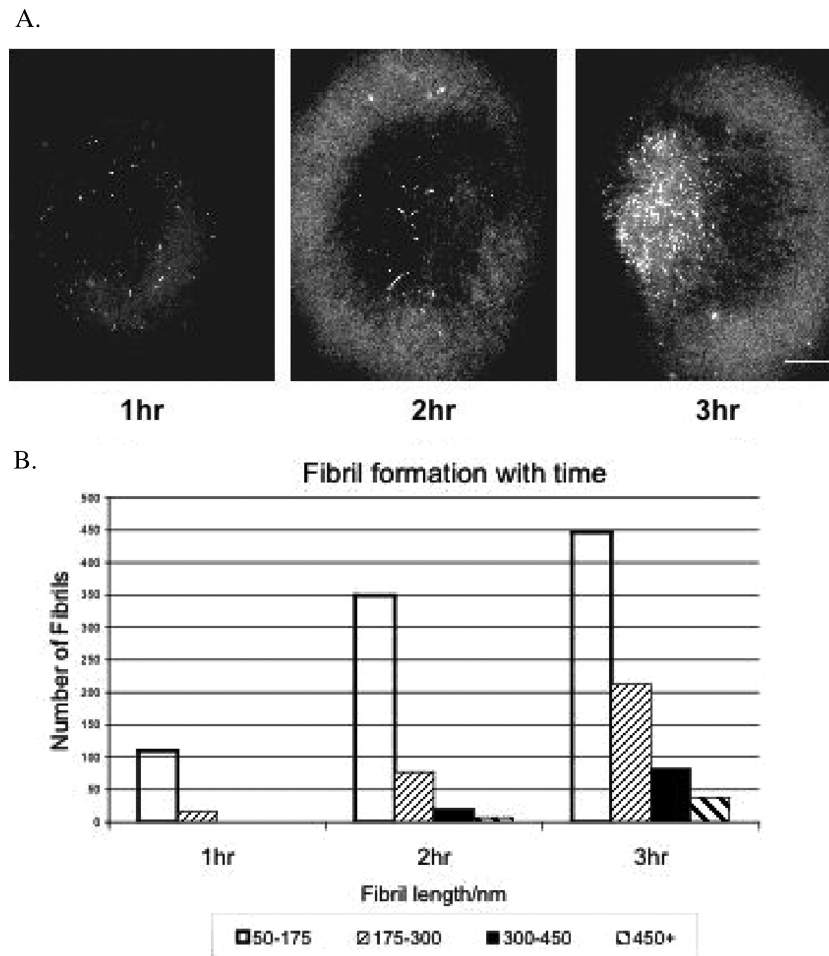 A.
1hr 2hr 3hr
B.
Fibril formation with time
Number of Fibrils
500
450
400
350
300
250
200
150
100
50
0
1hr 2hr 3hr
Fibril length/nm
50-175 175-300 300-450 450+